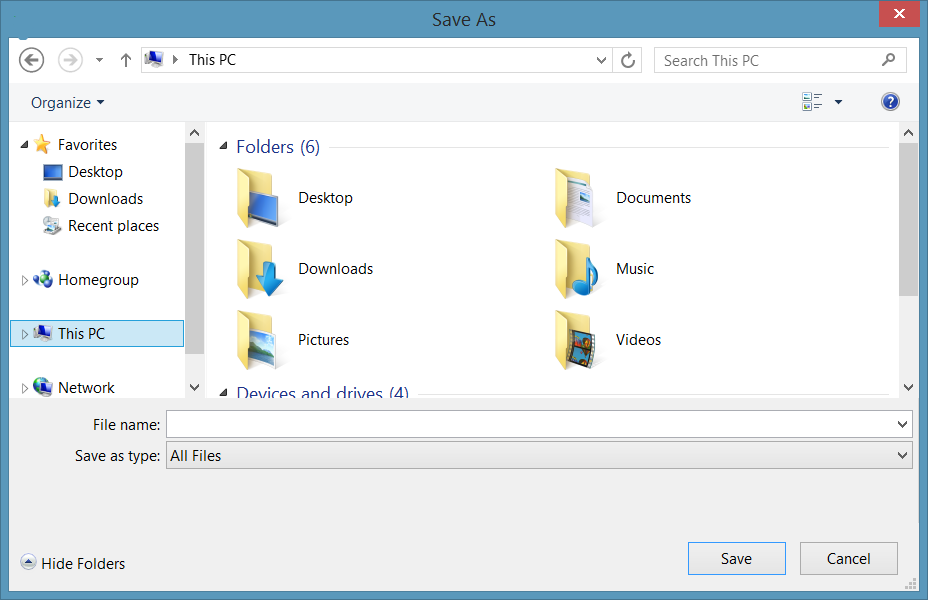 Save As
This PC
Search This PC
Organize
?
Favorites
Desktop
Downloads
Recent places
Homegroup
This PC
Network
Folders (6)
Desktop
Documents
Downloads
Music
Pictures
Videos
Devices and drives (4)
File name:
Save as type: All Files
Hide Folders
Save
Cancel